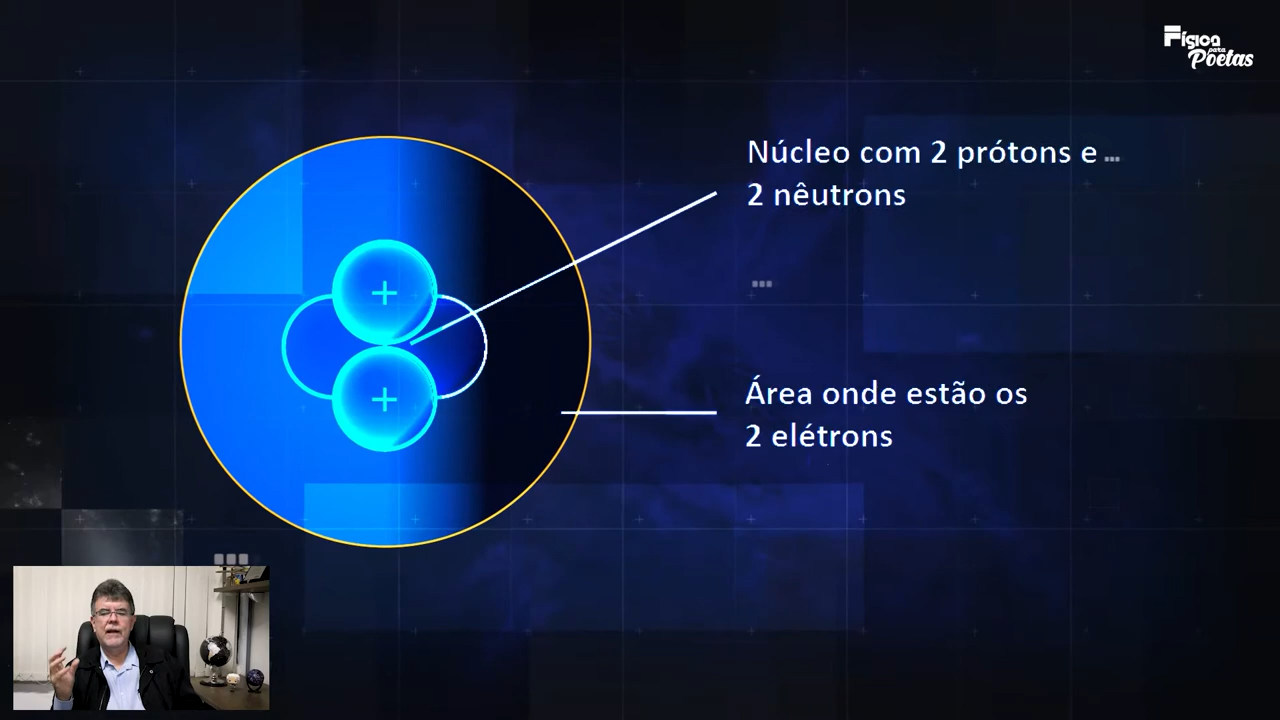 Física
para
Poetas
Núcleo com 2 prótons e
2 nêutrons
+
+
Área onde estão os
2 elétrons